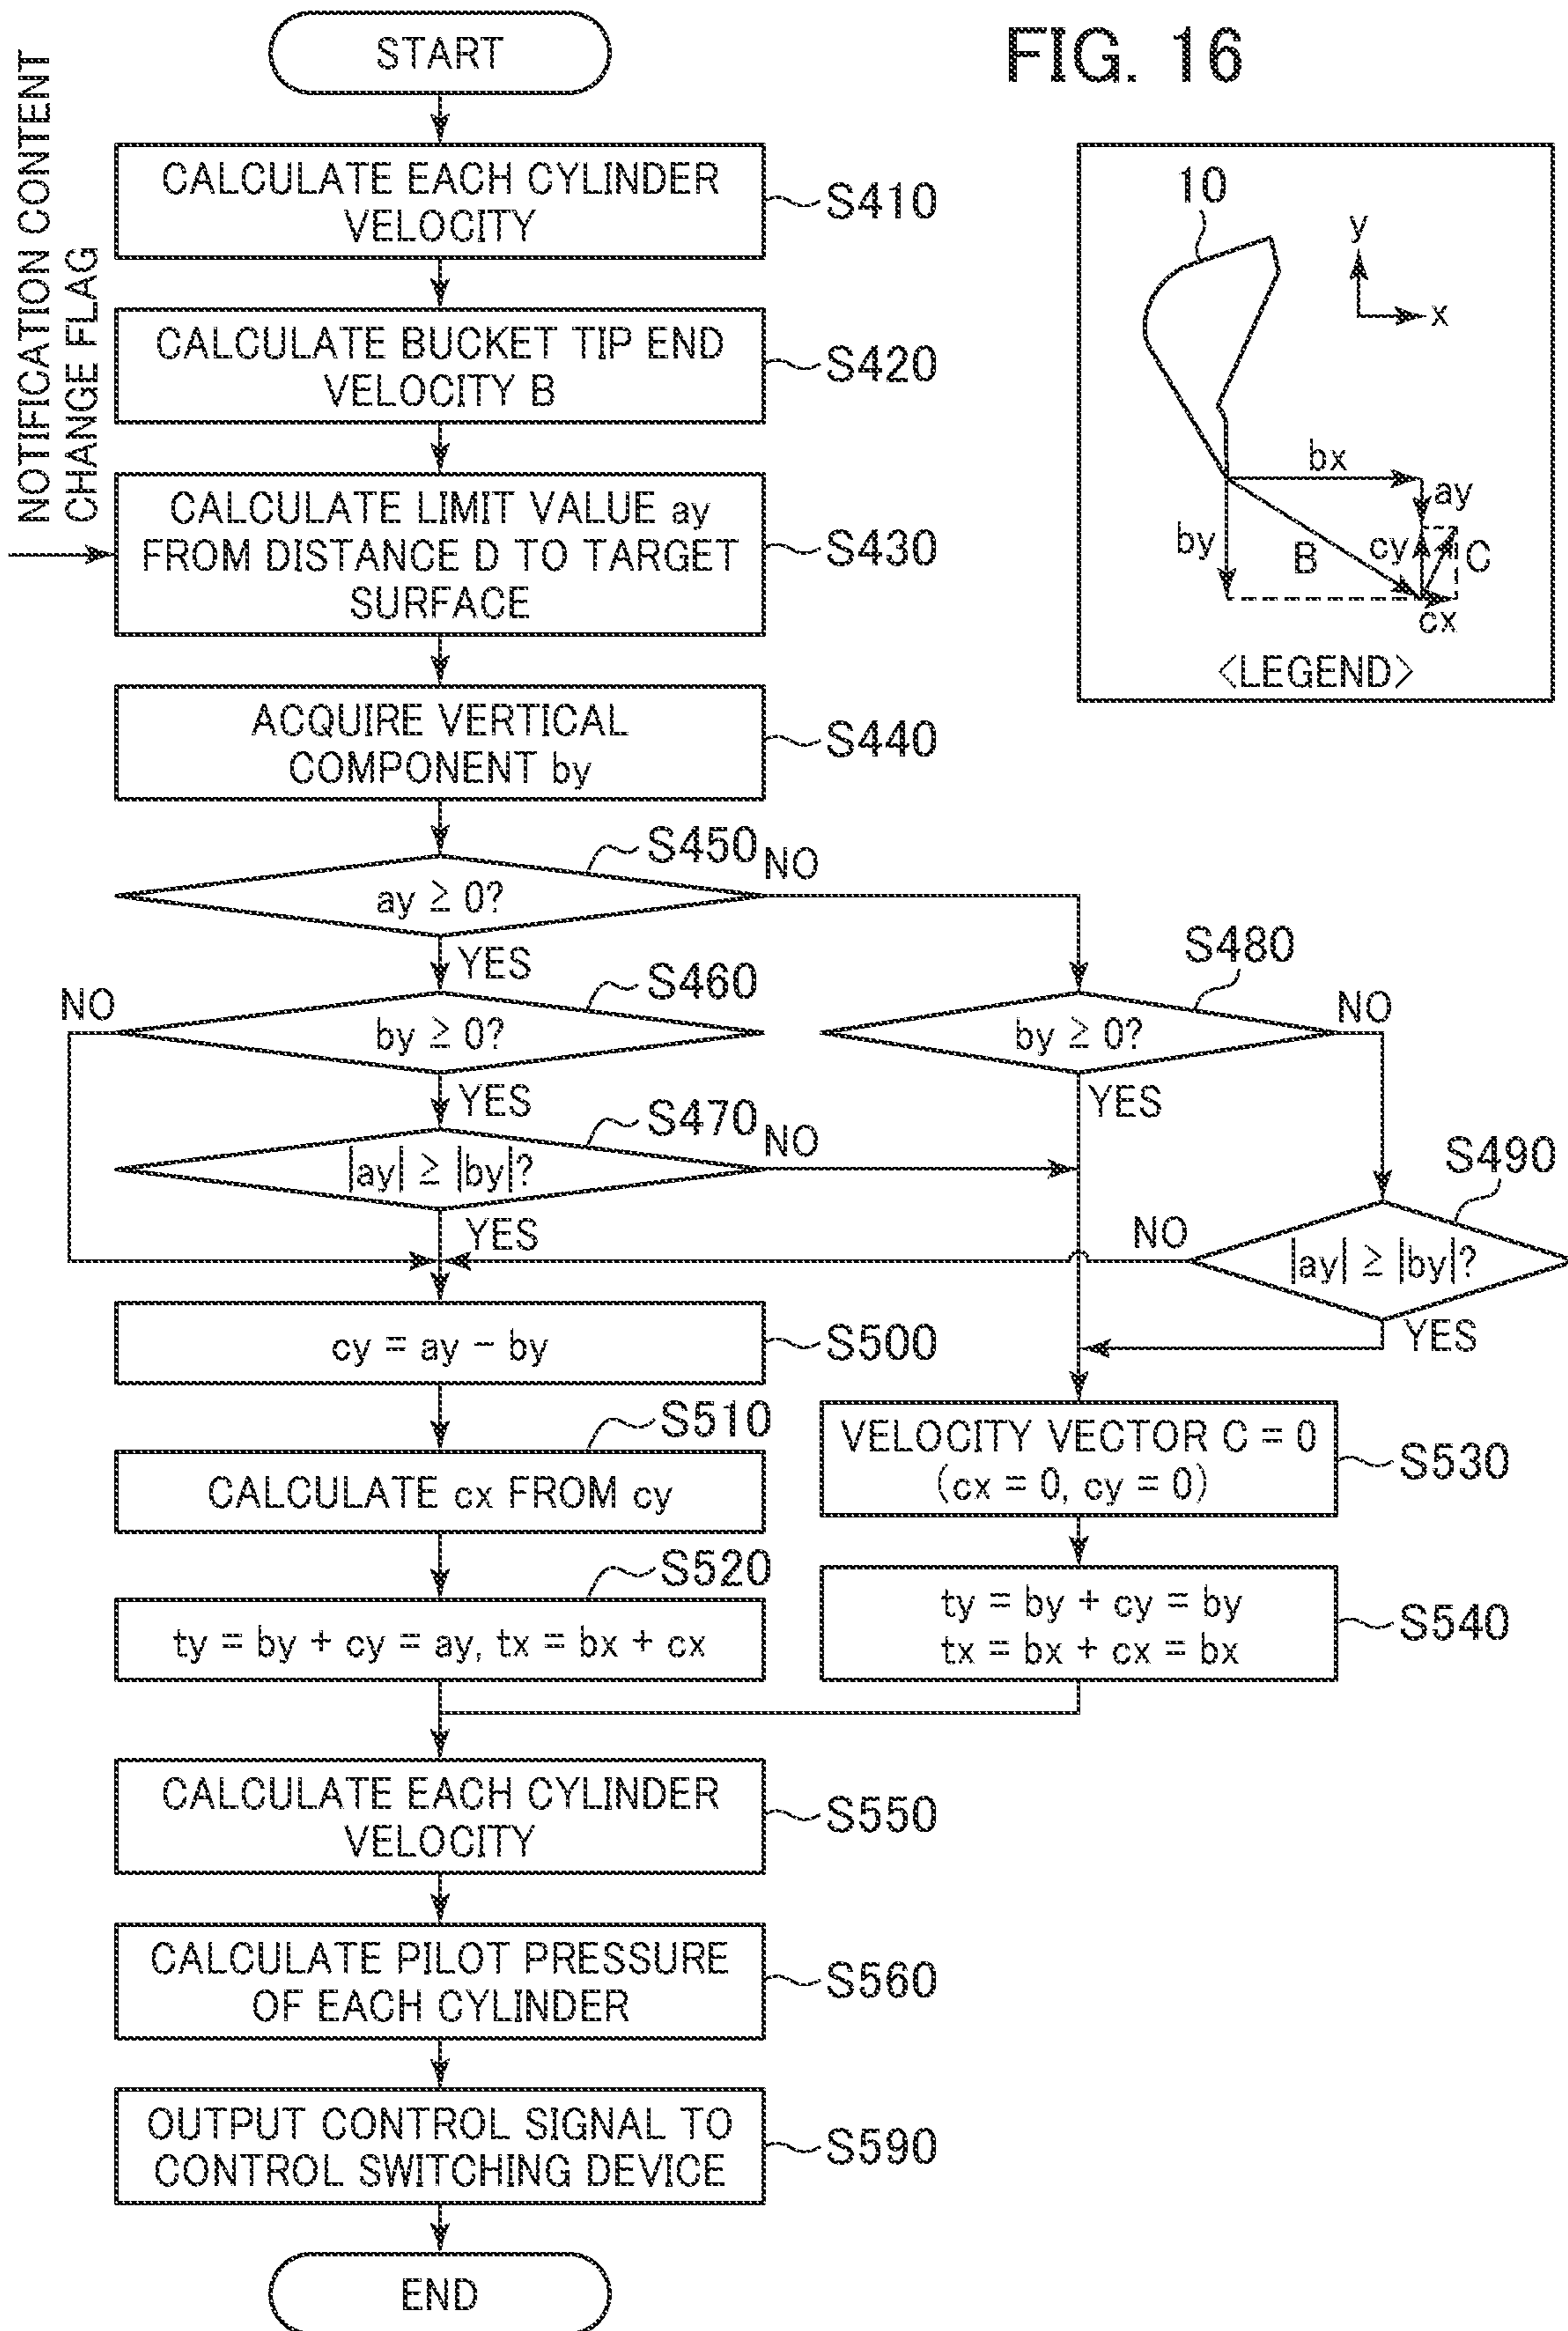 FIG. 16
START
NOTIFICATION CONTENT
CHANGE FLAG
CALCULATE EACH CYLINDER
VELOCITY
S410
CALCULATE BUCKET TIP END
VELOCITY B
S420
CALCULATE LIMIT VALUE ay
FROM DISTANCE D TO TARGET
SURFACE
S430
ACQUIRE VERTICAL
COMPONENT by
S440
10
y
x
bx
ay
by
B
cy
C
cx
<LEGEND>
S450
ay ≥ 0?
NO
YES
S460
by ≥ 0?
NO
YES
S480
by ≥ 0?
NO
YES
S470
|ay| ≥ |by|?
NO
YES
S490
|ay| ≥ |by|?
NO
YES
cy = ay - by
S500
S510
CALCULATE cx FROM cy
S520
ty = by + cy = ay, tx = bx + cx
VELOCITY VECTOR C = 0
(cx = 0, cy = 0)
S530
ty = by + cy = by
tx = bx + cx = bx
S540
CALCULATE EACH CYLINDER
VELOCITY
S550
CALCULATE PILOT PRESSURE
OF EACH CYLINDER
S560
OUTPUT CONTROL SIGNAL TO
CONTROL SWITCHING DEVICE
S590
END